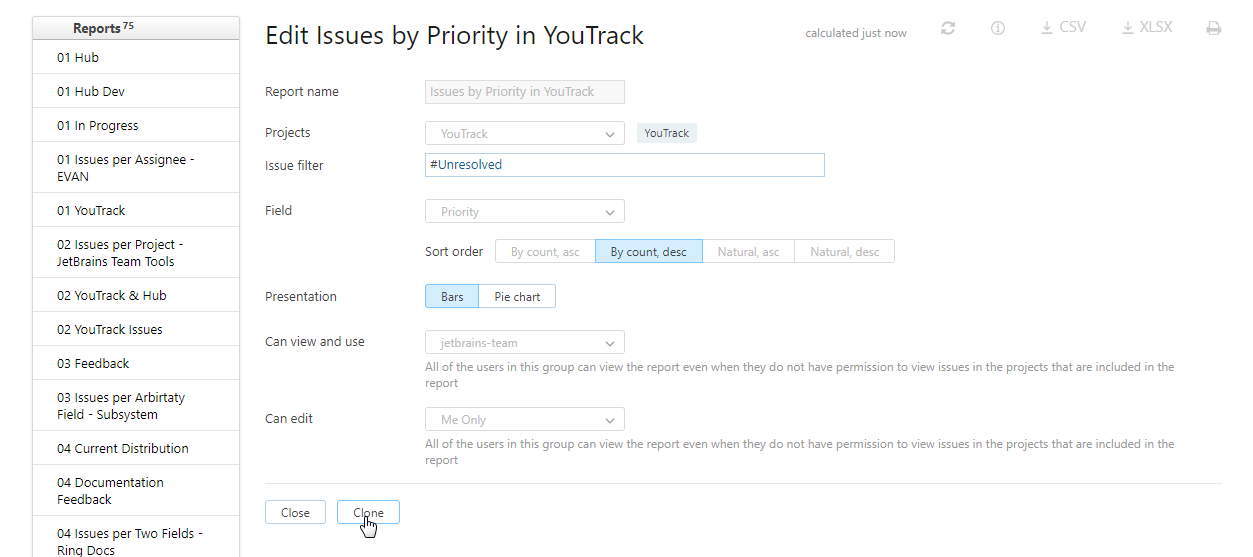 Reports 75
01 Hub
01 Hub Dev
01 In Progress
01 Issues per Assignee -
EVAN
01 YouTrack
02 Issues per Project -
JetBrains Team Tools
02 YouTrack & Hub
02 YouTrack Issues
03 Feedback
03 Issues per Arbirtaty
Field - Subsystem
04 Current Distribution
04 Documentation
Feedback
04 Issues per Two Fields -
Ring Docs
Edit Issues by Priority in YouTrack
calculated just now
CSV
XLSX
Report name
Issues by Priority in YouTrack
Projects
YouTrack
YouTrack
Issue filter
#Unresolved
Field
Priority
Sort order
By count, asc
By count, desc
Natural, asc
Natural, desc
Presentation
Bars
Pie chart
Can view and use
jetbrains-team
All of the users in this group can view the report even when they do not have permission to view issues in the projects that are included in the
report
Can edit
Me Only
All of the users in this group can view the report even when they do not have permission to view issues in the projects that are included in the
report
Close
Clone